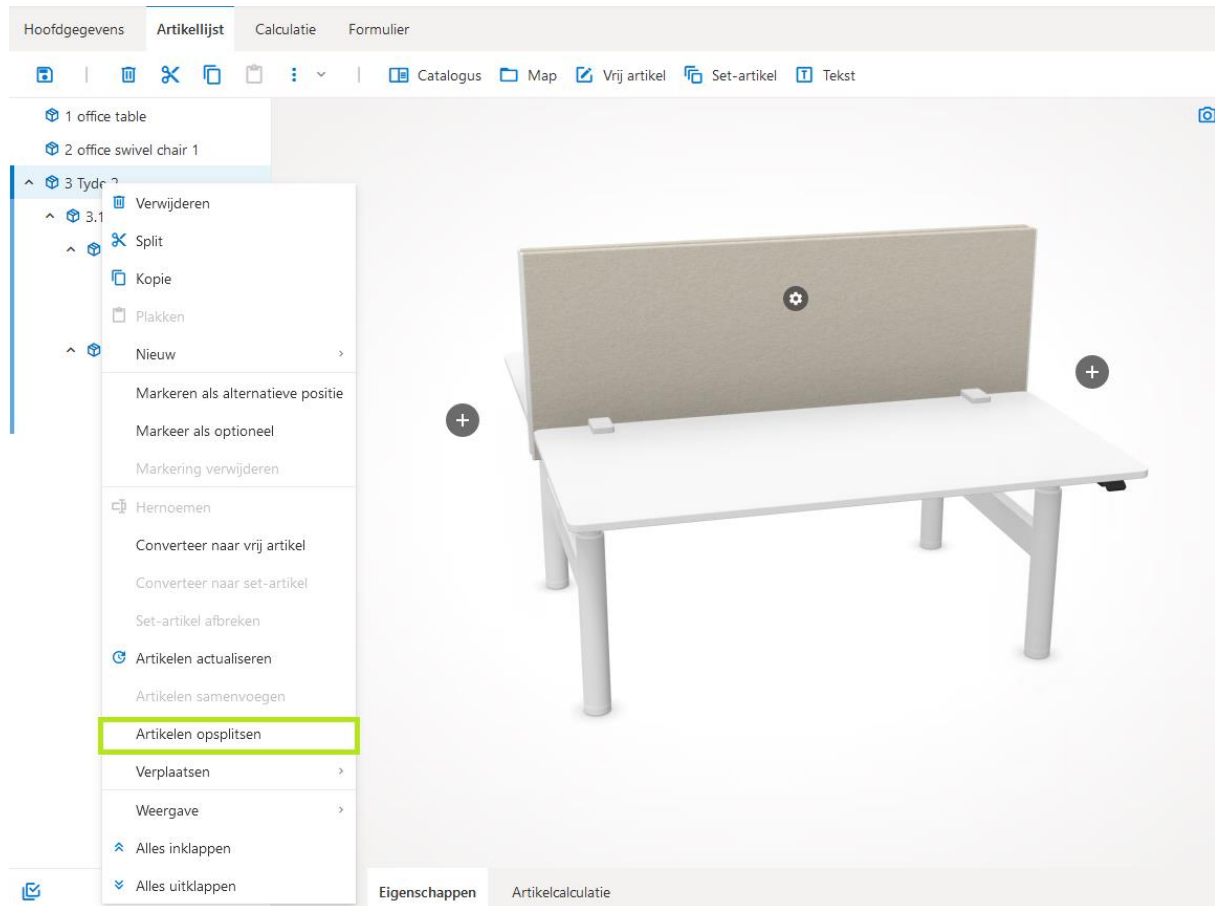 Hoofdgegevens Artikellijst Calculatie Formulier
Catalogus Map Vrij artikel Set-artikel Tekst
1 office table
2 office swivel chair 1
3 Tyde 2
3.1
Verwijderen
Split
Kopie
Plakken
Nieuw
Markeren als alternatieve positie
Markeer als optioneel
Markering verwijderen
Hernoemen
Converteer naar vrij artikel
Converteer naar set-artikel
Set-artikel afbreken
Artikelen actualiseren
Artikelen samenvoegen
Artikelen opsplitsen
Verplaatsen
Weergave
Alles inklappen
Alles uitklappen
Eigenschappen Artikelcalculatie